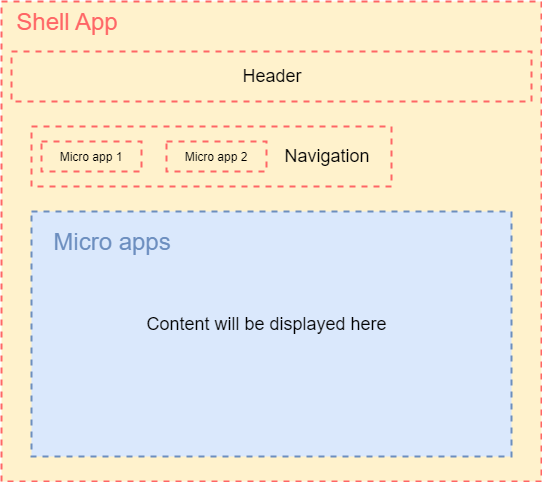 Shell App
Header
Micro app 1
Micro app 2
Navigation
Micro apps
Content will be displayed here